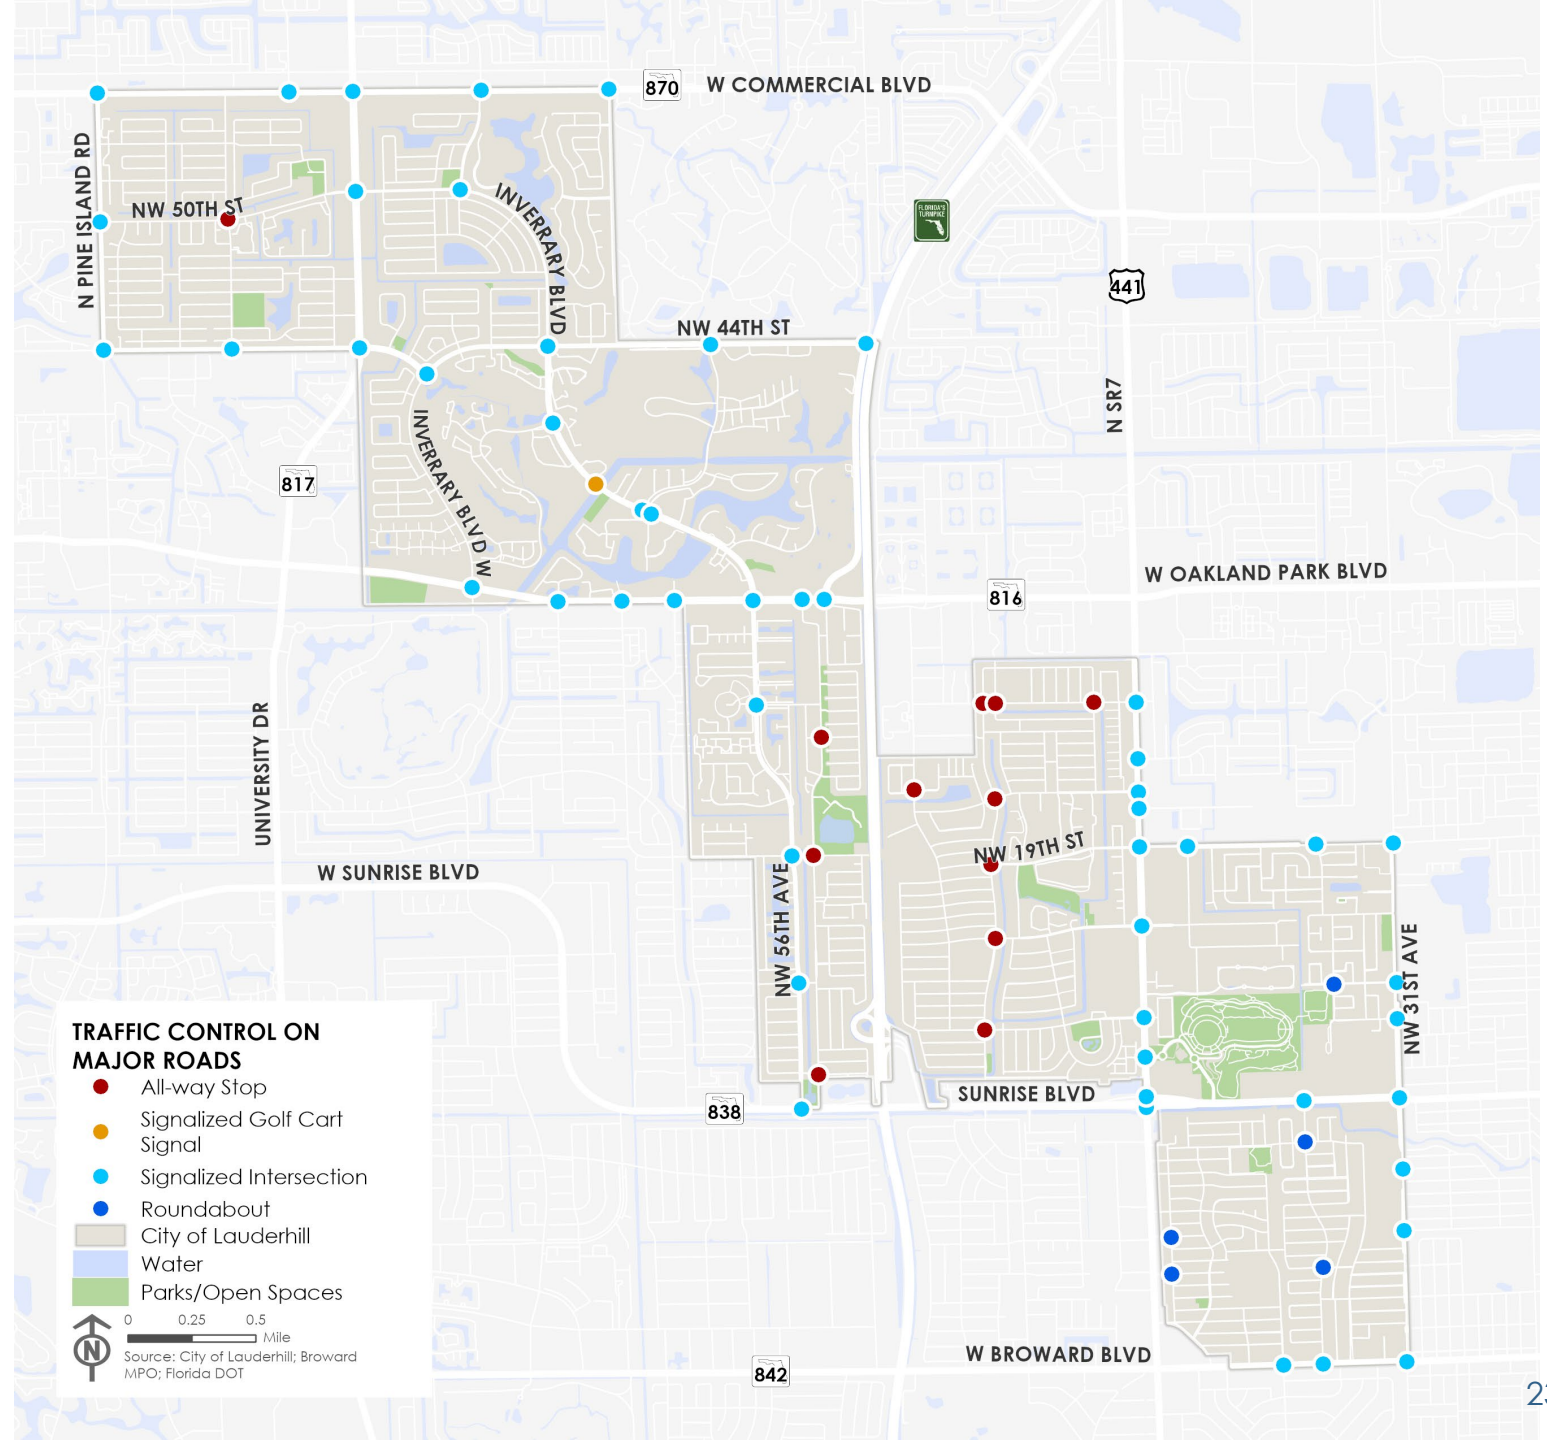 870
W COMMERCIAL BLVD
N PINE ISLAND RD
NW 50TH ST
INVERRARY BLVD
FLORIDA'S
TURNPIKE
441
NW 44TH ST
N SR7
INVERRARY BLVD W
817
W OAKLAND PARK BLVD
816
UNIVERSITY DR
NW 19TH ST
W SUNRISE BLVD
NW 56TH AVE
NW 31ST AVE
SUNRISE BLVD
838
W BROWARD BLVD
842
TRAFFIC CONTROL ON
MAJOR ROADS
All-way Stop
Signalized Golf Cart
Signal
Signalized Intersection
Roundabout
City of Lauderhill
Water
Parks/Open Spaces
0 0.25 0.5
Mile
N
Source: City of Lauderhill; Broward
MPO; Florida DOT